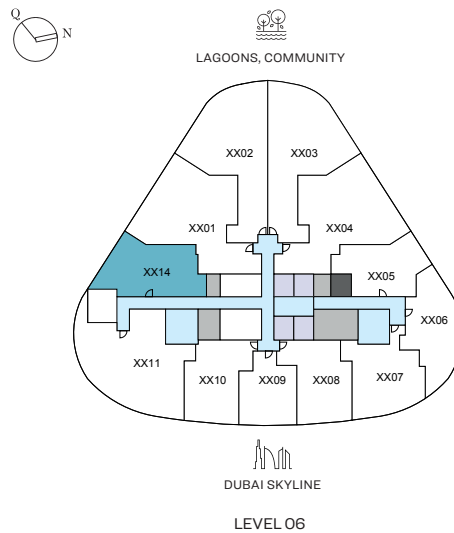 Q
N
LAGOONS, COMMUNITY
XX02
XX03
XX01
XX04
XX14
XX05
XX06
XX11
XX10
XX09
XX08
XX07
DUBAI SKYLINE
LEVEL 06